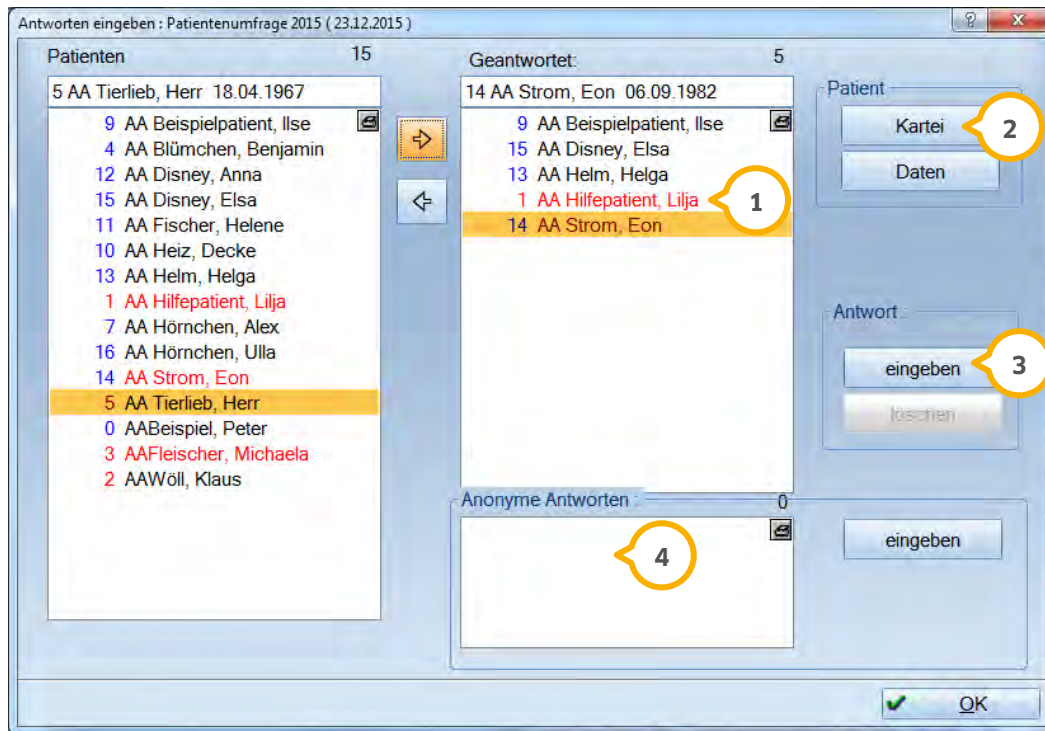 Antworten eingeben : Patientenumfrage 2015 ( 23.12.2015 )
Patienten 15
5 AA Tierlieb, Herr 18.04.1967
9 AA Beispielpatient, Ilse
4 AA Blümchen, Benjamin
12 AA Disney, Anna
15 AA Disney, Elsa
11 AA Fischer, Helene
10 AA Heiz, Decke
13 AA Helm, Helga
1 AA Hilfepatient, Lilja
7 AA Hörnchen, Alex
16 AA Hörnchen, Ulla
14 AA Strom, Eon
5 AA Tierlieb, Herr
0 AABeispiel, Peter
3 AAFleischer, Michaela
2 AAWöll, Klaus
Geantwortet: 5
14 AA Strom, Eon 06.09.1982
9 AA Beispielpatient, Ilse
15 AA Disney, Elsa
13 AA Helm, Helga
1 AA Hilfepatient, Lilja
1
14 AA Strom, Eon
Patient
Kartei
2
Daten
Antwort :
eingeben
3
löschen
Anonyme Antworten : 0
4
eingeben
OK